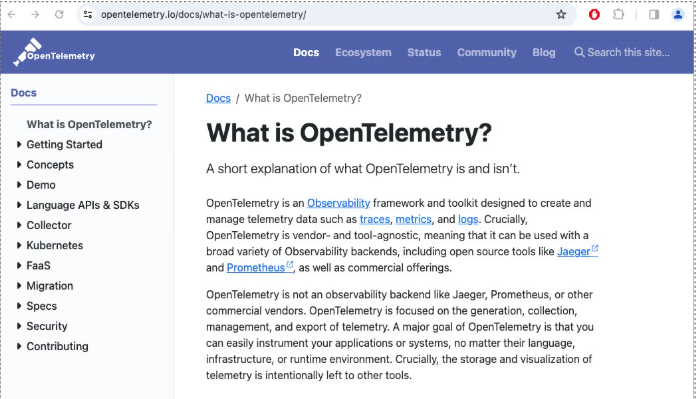 opentelemetry.io/docs/what-is-opentelemetry/
OpenTelemetry
Docs Ecosystem Status Community Blog Search this site...
Docs
What is OpenTelemetry?
Getting Started
Concepts
Demo
Language APIs & SDKs
Collector
Kubernetes
FaaS
Migration
Specs
Security
Contributing
Docs / What is OpenTelemetry?
What is OpenTelemetry?
A short explanation of what OpenTelemetry is and isn’t.
OpenTelemetry is an Observability framework and toolkit designed to create and
manage telemetry data such as traces, metrics, and logs. Crucially,
OpenTelemetry is vendor- and tool-agnostic, meaning that it can be used with a
broad variety of Observability backends, including open source tools like Jaeger
and Prometheus, as well as commercial offerings.
OpenTelemetry is not an observability backend like Jaeger, Prometheus, or other
commercial vendors. OpenTelemetry is focused on the generation, collection,
management, and export of telemetry. A major goal of OpenTelemetry is that you
can easily instrument your applications or systems, no matter their language,
infrastructure, or runtime environment. Crucially, the storage and visualization of
telemetry is intentionally left to other tools.